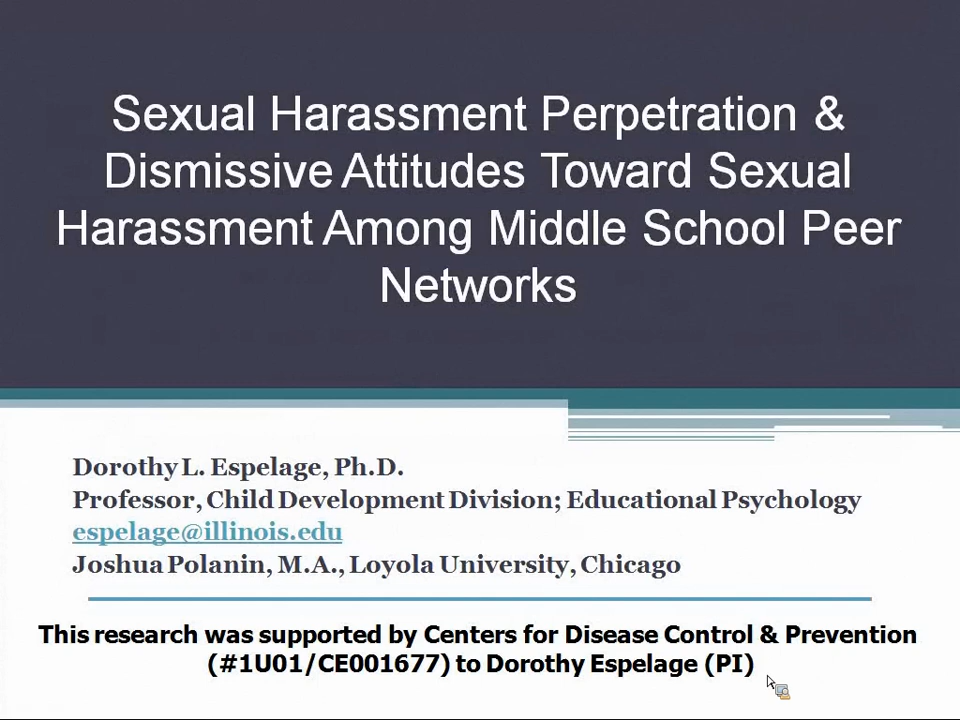 Sexual Harassment Perpetration &
Dismissive Attitudes Toward Sexual
Harassment Among Middle School Peer
Networks
Dorothy L. Espelage, Ph.D.
Professor, Child Development Division; Educational Psychology
espelage@illinois.edu
Joshua Polanin, M.A., Loyola University, Chicago
This research was supported by Centers for Disease Control & Prevention
(#1U01/CE001677) to Dorothy Espelage (PI)